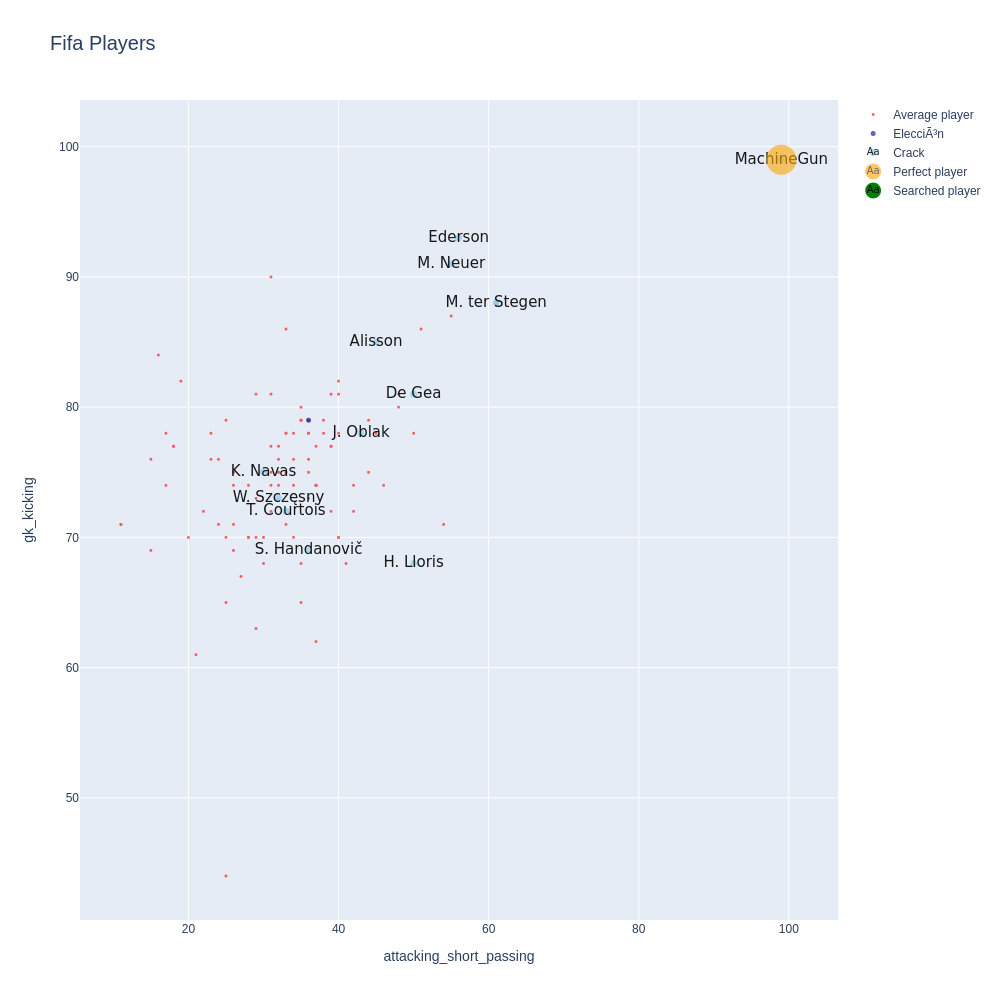 Fifa Players
Average player
ElecciÃ³n
Aa Crack
Aa Perfect player
Aa Searched player
100
90
80
70
60
50
gk_kicking
MachineGun
Ederson
M. Neuer
M. ter Stegen
Alisson
De Gea
J. Oblak
K. Navas
W. Szczesny
T. Courtois
S. Handanovič
H. Lloris
20 40 60 80 100
attacking_short_passing